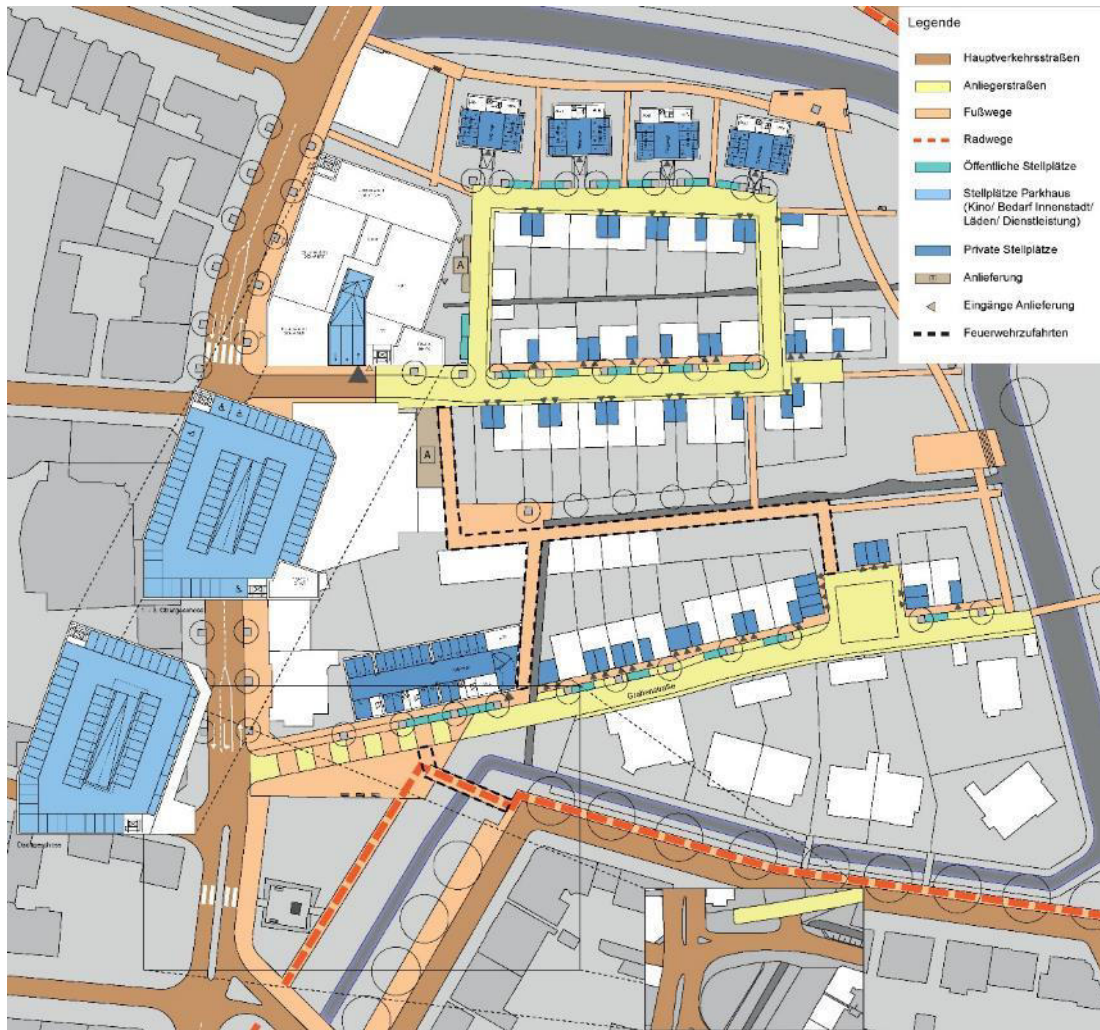 Legende
Hauptverkehrsstraßen
Anliegerstraßen
Fußwege
Radwege
Öffentliche Stellplätze
Stellplätze Parkhaus
(Kino/ Bedarf Innenstadt/
Läden/ Dienstleistung)
Private Stellplätze
Anlieferung
Eingänge Anlieferung
Feuerwehrzufahrten
A
A
Grabenstraße